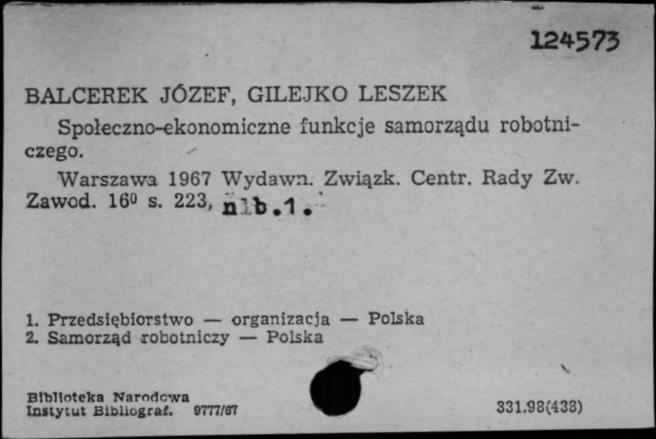 124573
BALCEREK JÓZEF, GILEJKO LESZEK
Społeczno-ekonomiczne funkcje samorządu robotni-
czego.
Warszawa 1967 Wydawn. Związk. Centr. Rady Zw.
Zawod. 16⁰ s. 223, nlb.1.
1. Przedsiębiorstwo — organizacja — Polska
2. Samorząd robotniczy — Polska
Biblioteka Narodowa
Instytut Bibliograf. 9777/67
331.98(438)